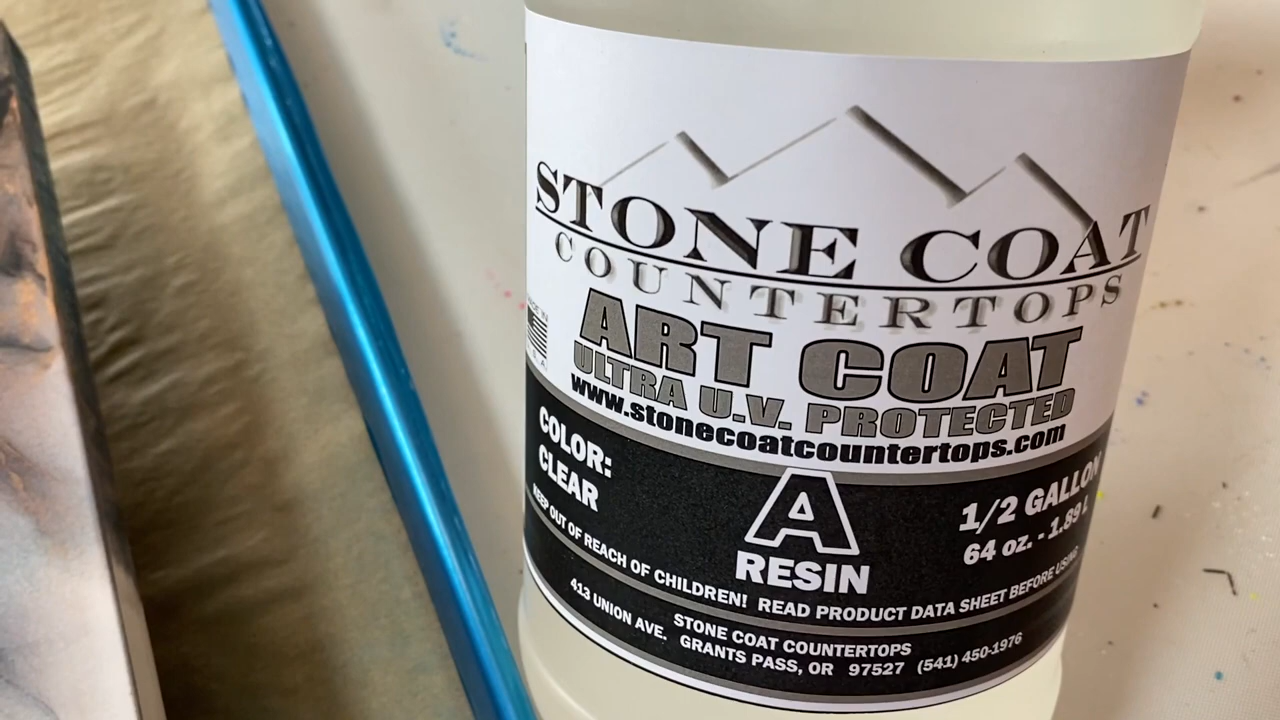 STONE COAT
COUNTERTOPS
ART COAT
ULTRA U.V. PROTECTED
www.stonecoatcountertops.com
MADE IN
U.S.A.
COLOR:
CLEAR
A
RESIN
1/2 GALLON
64 oz. - 1.89 L
KEEP OUT OF REACH OF CHILDREN! READ PRODUCT DATA SHEET BEFORE USING
STONE COAT COUNTERTOPS
413 UNION AVE. GRANTS PASS, OR 97527 (541) 450-1976